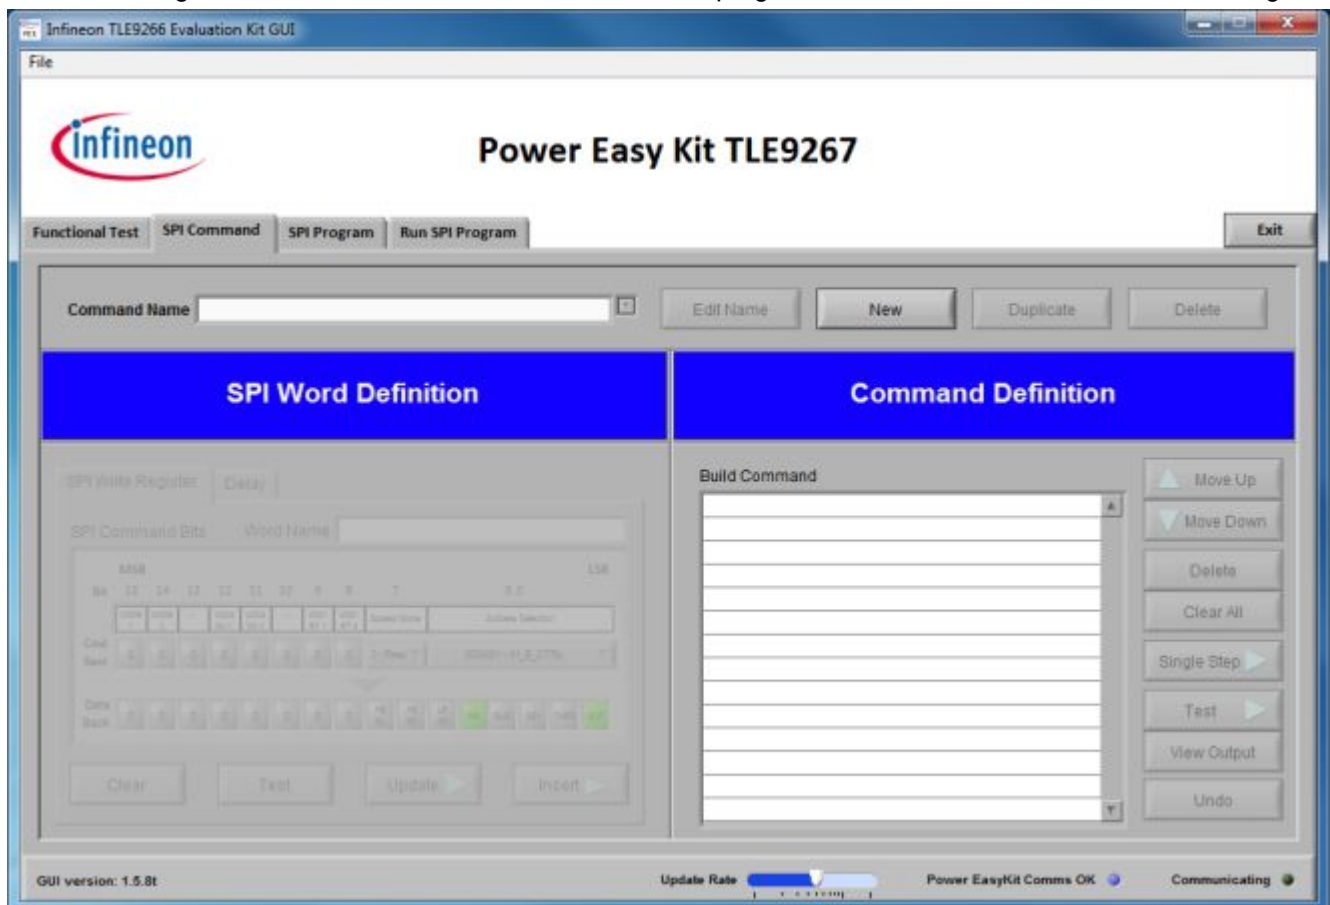 Infineon TLE9266 Evaluation Kit GUI
File
infineon
Power Easy Kit TLE9267
Functional Test SPI Command SPI Program Run SPI Program Exit
Command Name Edit Name New Duplicate Delete
SPI Word Definition Command Definition
SPI Write Register Delay
Build Command
Move Up
SPI Command Bits Word Name
Move Down
MSB LSB
Delete
Clear All
Single Step
Test
View Output
Clear Test Update Insert
Undo
GUI version: 1.5.8t Update Rate Power EasyKit Comms OK Communicating